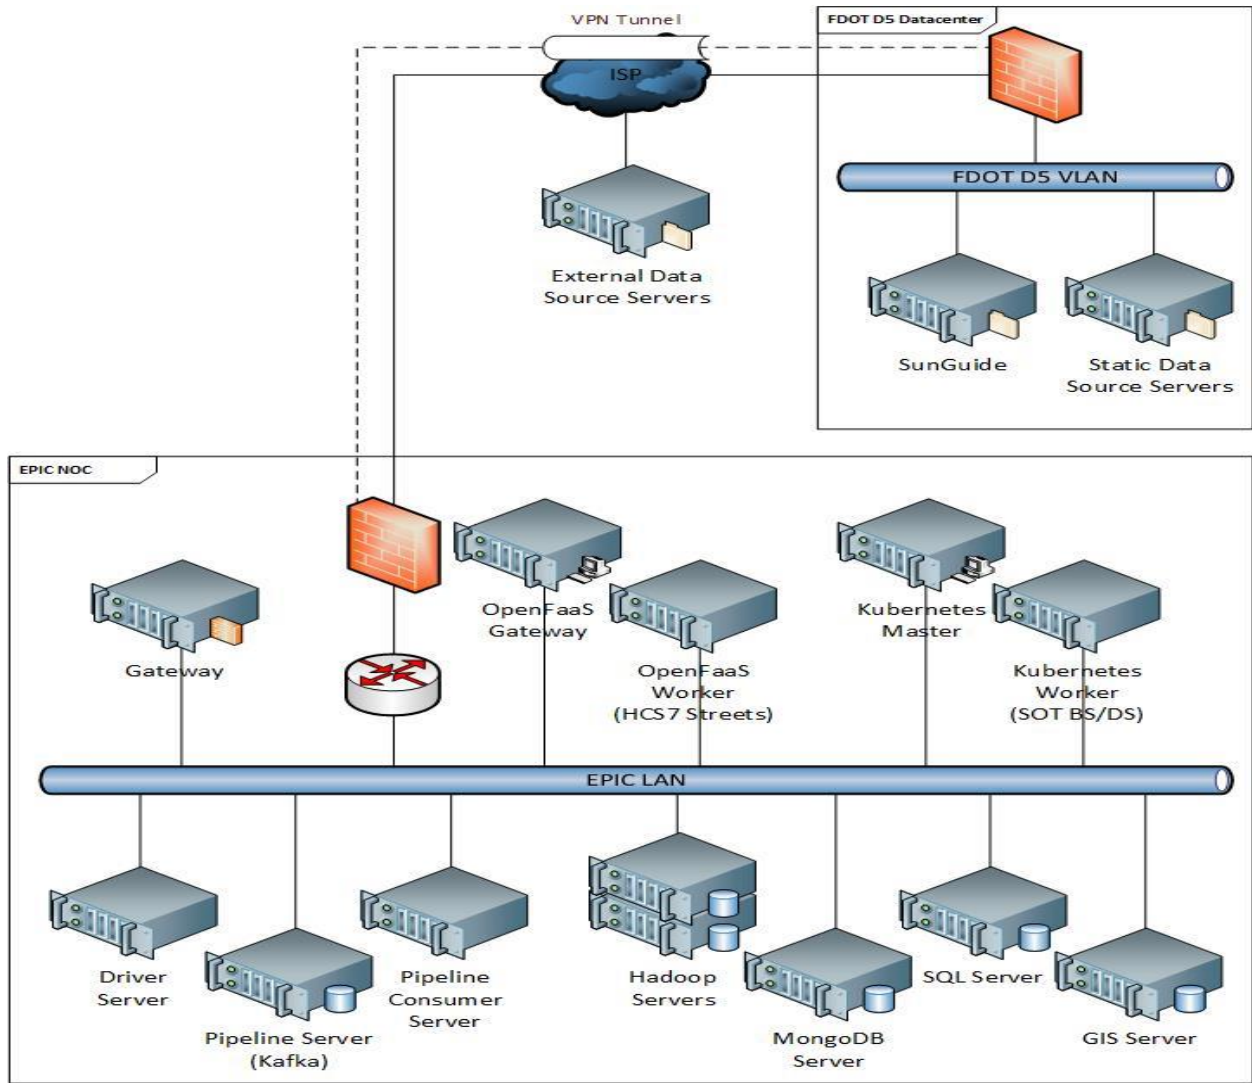 VPN Tunnel
FDOT D5 Datacenter
ISP
FDOT D5 VLAN
External Data
Source Servers
SunGuide
Static Data
Source Servers
EPIC NOC
OpenFaaS
Gateway
Kubernetes
Master
Gateway
OpenFaaS
Worker
(HCS7 Streets)
Kubernetes
Worker
(SOT BS/DS)
EPIC LAN
Driver
Server
Pipeline Server
(Kafka)
Pipeline
Consumer
Server
Hadoop
Servers
MongoDB
Server
SQL Server
GIS Server